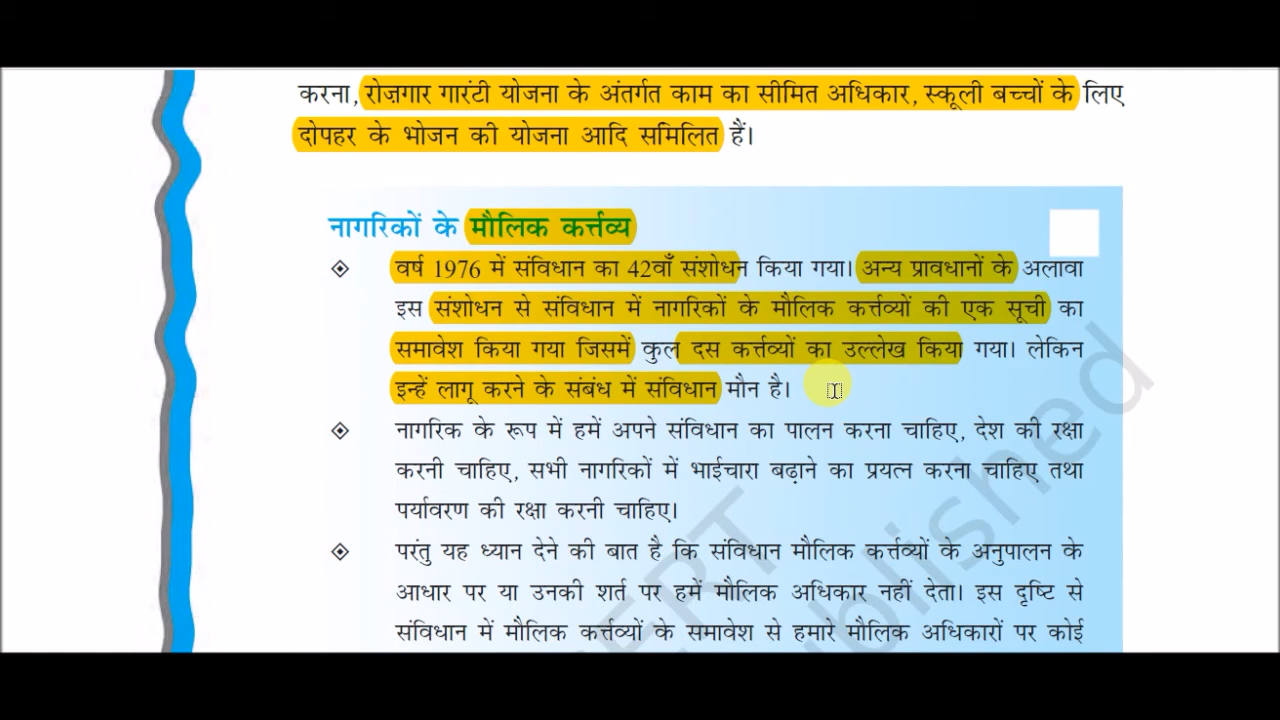 करना, रोज़गार गारंटी योजना के अंतर्गत काम का सीमित अधिकार, स्कूली बच्चों के लिए
दोपहर के भोजन की योजना आदि समिलित हैं।
नागरिकों के मौलिक कर्त्तव्य
वर्ष 1976 में संविधान का 42वाँ संशोधन किया गया। अन्य प्रावधानों के अलावा
इस संशोधन से संविधान में नागरिकों के मौलिक कर्त्तव्यों की एक सूची का
समावेश किया गया जिसमें कुल दस कर्त्तव्यों का उल्लेख किया गया। लेकिन
इन्हें लागू करने के संबंध में संविधान मौन है।
नागरिक के रूप में हमें अपने संविधान का पालन करना चाहिए, देश की रक्षा
करनी चाहिए, सभी नागरिकों में भाईचारा बढ़ाने का प्रयत्न करना चाहिए तथा
पर्यावरण की रक्षा करनी चाहिए।
परंतु यह ध्यान देने की बात है कि संविधान मौलिक कर्त्तव्यों के अनुपालन के
आधार पर या उनकी शर्त पर हमें मौलिक अधिकार नहीं देता। इस दृष्टि से
संविधान में मौलिक कर्त्तव्यों के समावेश से हमारे मौलिक अधिकारों पर कोई